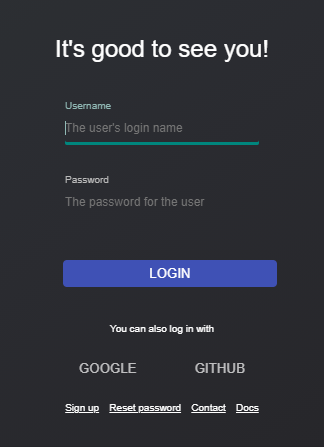 It's good to see you!
Username
The user's login name
Password
The password for the user
LOGIN
You can also log in with
GOOGLE GITHUB
Sign up Reset password Contact Docs